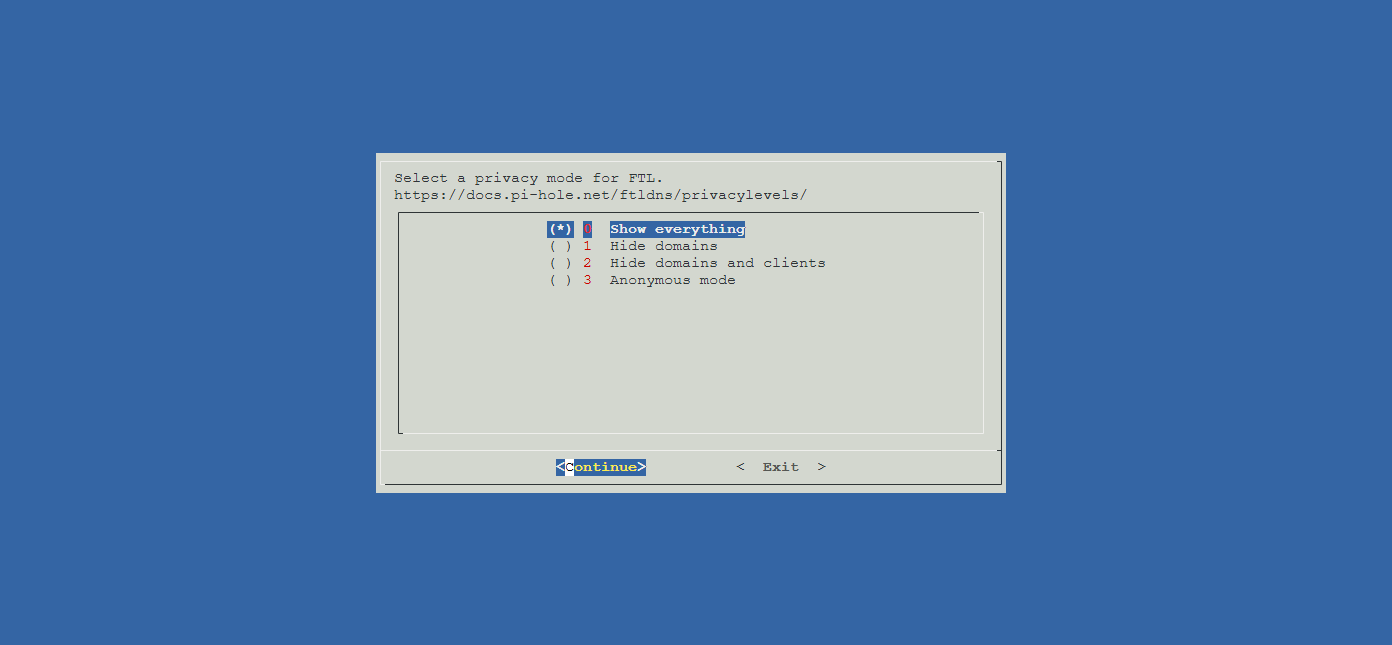 Select a privacy mode for FTL.
https://docs.pi-hole.net/ftldns/privacylevels/
(*) 0 Show everything
( ) 1 Hide domains
( ) 2 Hide domains and clients
( ) 3 Anonymous mode
<Continue> < Exit >